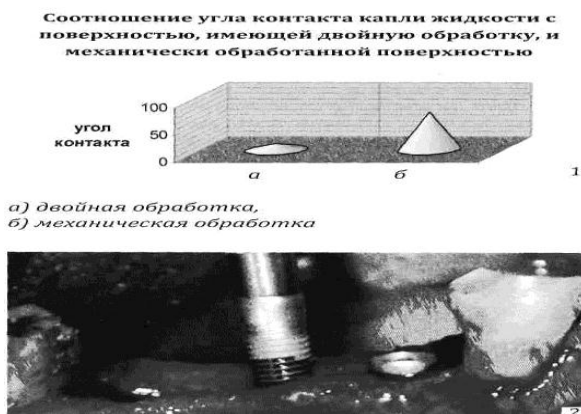 Соотношение угла контакта капли жидкости с
поверхностью, имеющей двойную обработку, и
механически обработанной поверхностью
100
угол
50
контакта
0
а
б
1
а) двойная обработка,
б) механическая обработка
2